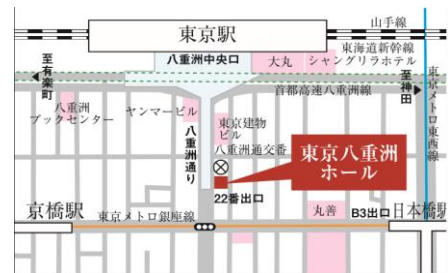 山手線
東京駅
東海道新幹線
八重洲中央口
大丸
シャングリラホテル
至有楽町
至神田
首都高速八重洲線
東京メトロ東西線
八重洲
ブックセンター
ヤンマービル
東京建物
ビル
八重洲通り
八重洲通交番
東京八重洲
ホール
22番出口
京橋駅
東京メトロ銀座線
丸善
B3出口
日本橋駅